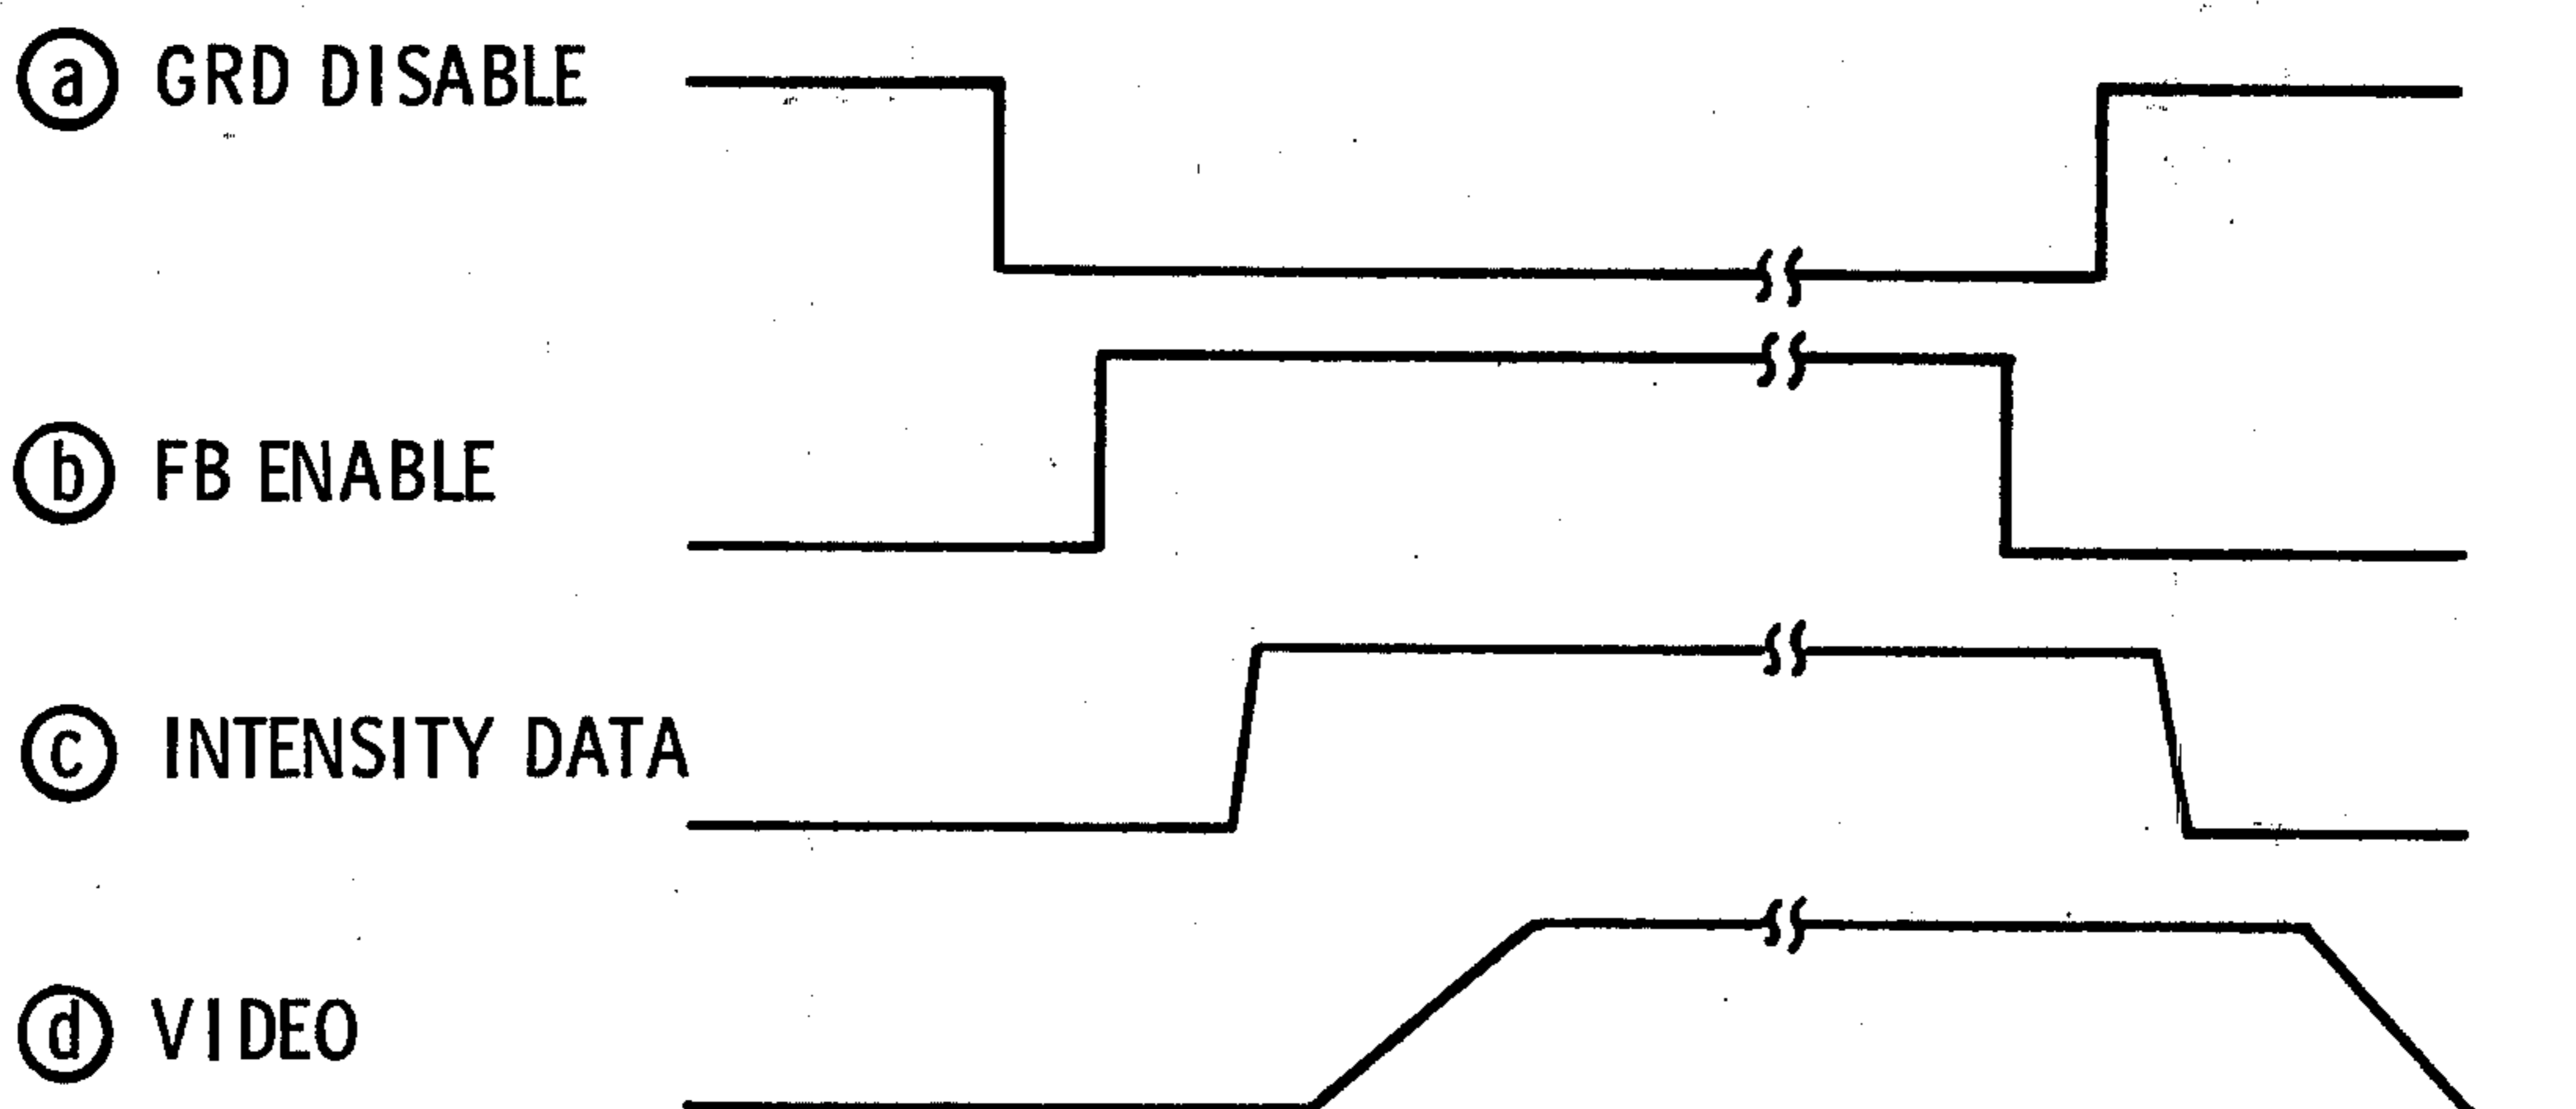 ⓐ GRD DISABLE
ⓑ FB ENABLE
ⓒ INTENSITY DATA
ⓓ VIDEO